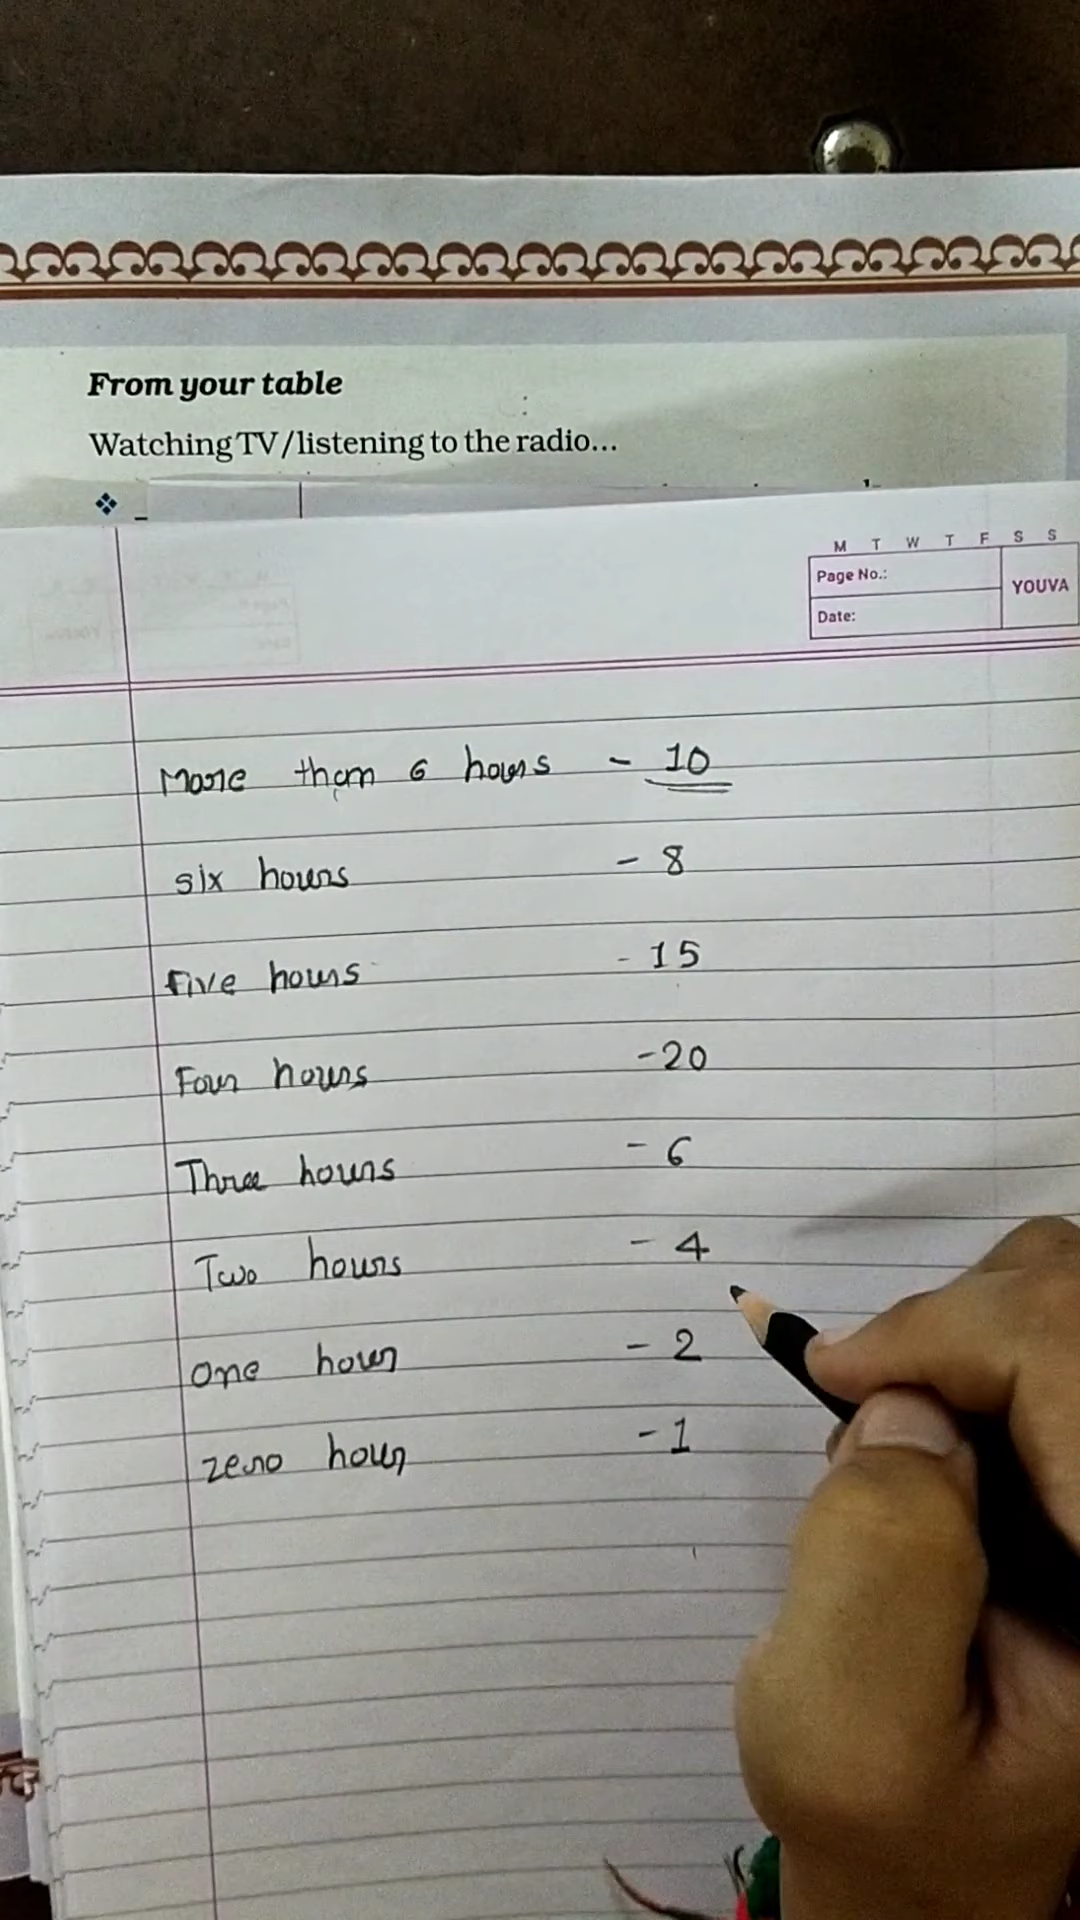 From your table
Watching TV/listening to the radio...
M T W T F S S
Page No.:
YOUVA
Date:
More than 6 hours - 10
six hours - 8
Five hours - 15
Four hours - 20
Three hours - 6
Two hours - 4
one hour - 2
zero hour - 1